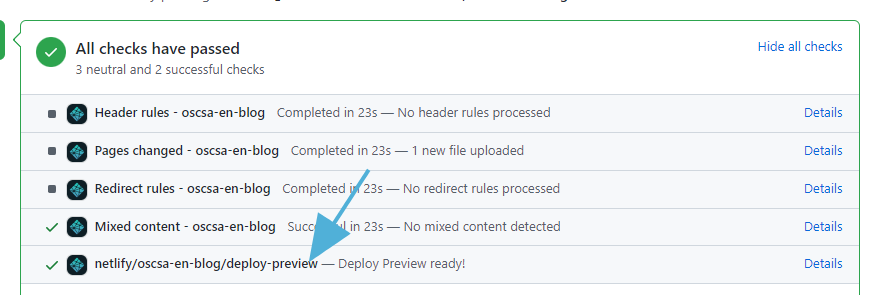 All checks have passed
Hide all checks
3 neutral and 2 successful checks
Header rules - oscsa-en-blog Completed in 23s — No header rules processed Details
Pages changed - oscsa-en-blog Completed in 23s — 1 new file uploaded Details
Redirect rules - oscsa-en-blog Completed in 23s — No redirect rules processed Details
Mixed content - oscsa-en-blog Successful in 23s — No mixed content detected Details
netlify/oscsa-en-blog/deploy-preview — Deploy Preview ready! Details